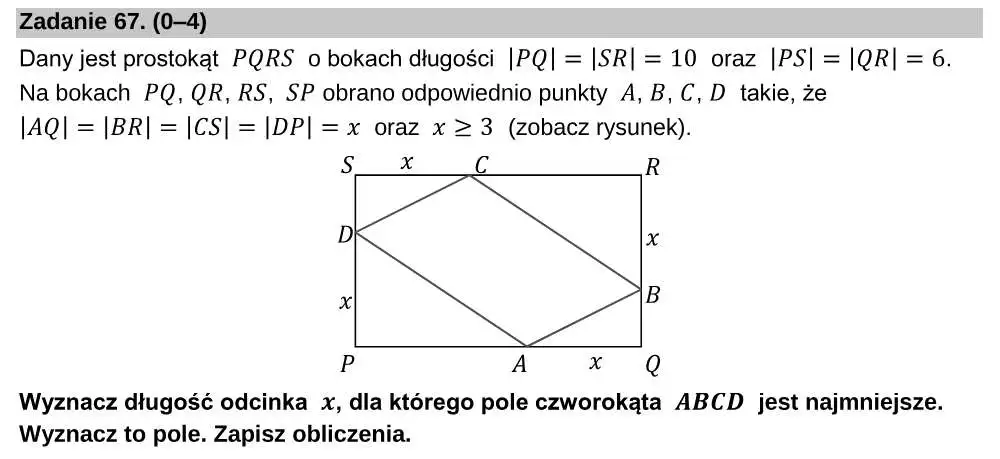 Zadanie 67. (0–4)
Dany jest prostokąt PQRS o bokach długości |PQ| = |SR| = 10 oraz |PS| = |QR| = 6.
Na bokach PQ, QR, RS, SP obrano odpowiednio punkty A, B, C, D takie, że
|AQ| = |BR| = |CS| = |DP| = x oraz x ≥ 3 (zobacz rysunek).
S x C R
D x
x B
P A x Q
Wyznacz długość odcinka x, dla którego pole czworokąta ABCD jest najmniejsze.
Wyznacz to pole. Zapisz obliczenia.